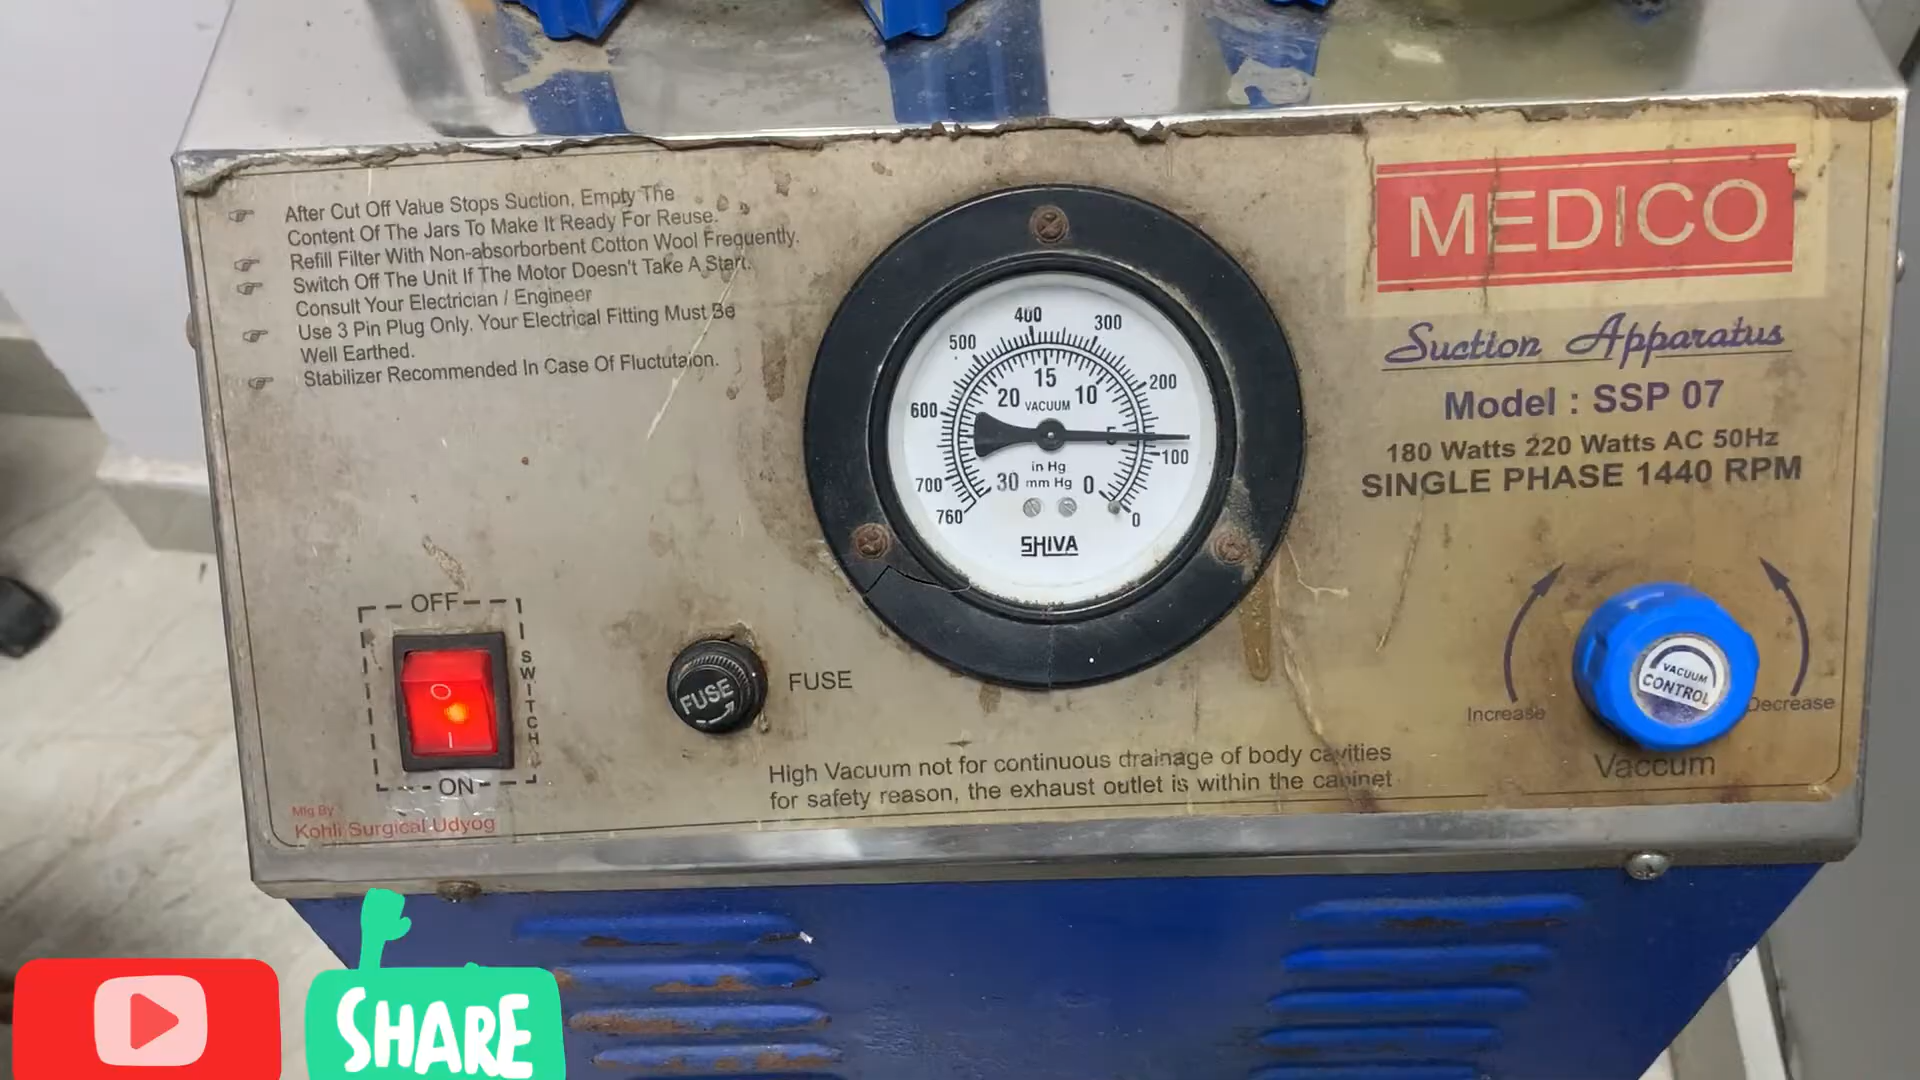 After Cut Off Value Stops Suction, Empty The
Content Of The Jars To Make It Ready For Reuse.
Refill Filter With Non-absorborbent Cotton Wool Frequently.
Switch Off The Unit If The Motor Doesn't Take A Start.
Consult Your Electrician / Engineer
Use 3 Pin Plug Only. Your Electrical Fitting Must Be
Well Earthed.
Stabilizer Recommended In Case Of Fluctutaion.
MEDICO
Suction Apparatus
Model : SSP 07
180 Watts 220 Watts AC 50Hz
SINGLE PHASE 1440 RPM
400
500
300
600
200
700
100
760
0
20
15
10
5
30
0
VACUUM
in Hg
mm Hg
SHIVA
OFF
SWITCH
ON
FUSE
FUSE
VACUUM
CONTROL
Increase
Decrease
Vaccum
High Vacuum not for continuous drainage of body cavities
for safety reason, the exhaust outlet is within the cabinet
Mfg By :
Kohli Surgical Udyog
SHARE